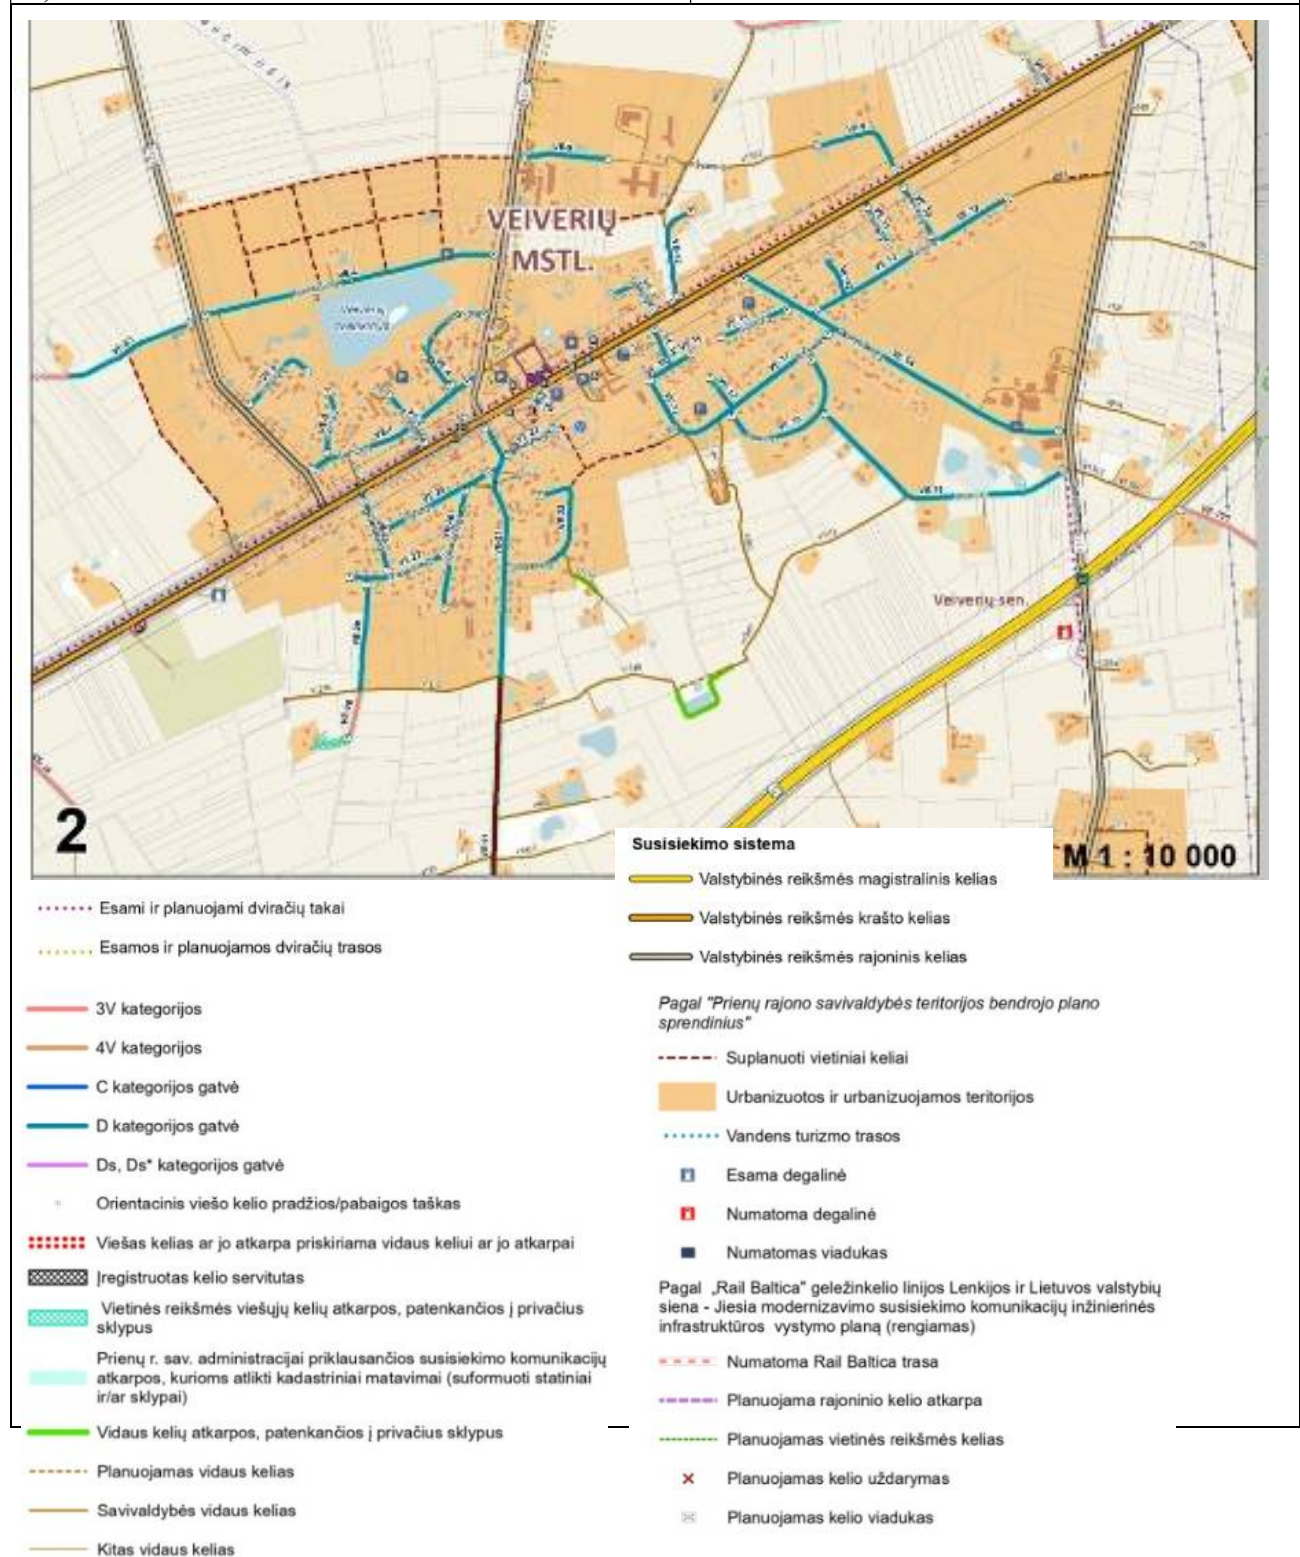 VEIVERIŲ
MSTL.
Veiverių sen.
2
M 1 : 10 000
Susisiekimo sistema
Valstybinės reikšmės magistralinis kelias
Valstybinės reikšmės krašto kelias
Valstybinės reikšmės rajoninis kelias
Esami ir planuojami dviračių takai
Esamos ir planuojamos dviračių trasos
3V kategorijos
4V kategorijos
C kategorijos gatvė
D kategorijos gatvė
Ds, Ds* kategorijos gatvė
Orientacinis viešo kelio pradžios/pabaigos taškas
Viešas kelias ar jo atkarpa priskiriama vidaus keliui ar jo atkarpai
Įregistruotas kelio servitutas
Vietinės reikšmės viešųjų kelių atkarpos, patenkančios į privačius
sklypus
Prienų r. sav. administracijai priklausančios susisiekimo komunikacijų
atkarpos, kurioms atlikti kadastriniai matavimai (suformuoti statiniai
ir/ar sklypai)
Vidaus kelių atkarpos, patenkančios į privačius sklypus
Planuojamas vidaus kelias
Savivaldybės vidaus kelias
Kitas vidaus kelias
Pagal "Prienų rajono savivaldybės teritorijos bendrojo plano
sprendinius"
Suplanuoti vietiniai keliai
Urbanizuotos ir urbanizuojamos teritorijos
Vandens turizmo trasos
Esama degalinė
Numatoma degalinė
Numatomas viadukas
Pagal „Rail Baltica" geležinkelio linijos Lenkijos ir Lietuvos valstybių
siena - Jiesia modernizavimo susisiekimo komunikacijų inžinierinės
infrastruktūros vystymo planą (rengiamas)
Numatoma Rail Baltica trasa
Planuojama rajoninio kelio atkarpa
Planuojamas vietinės reikšmės kelias
Planuojamas kelio uždarymas
Planuojamas kelio viadukas